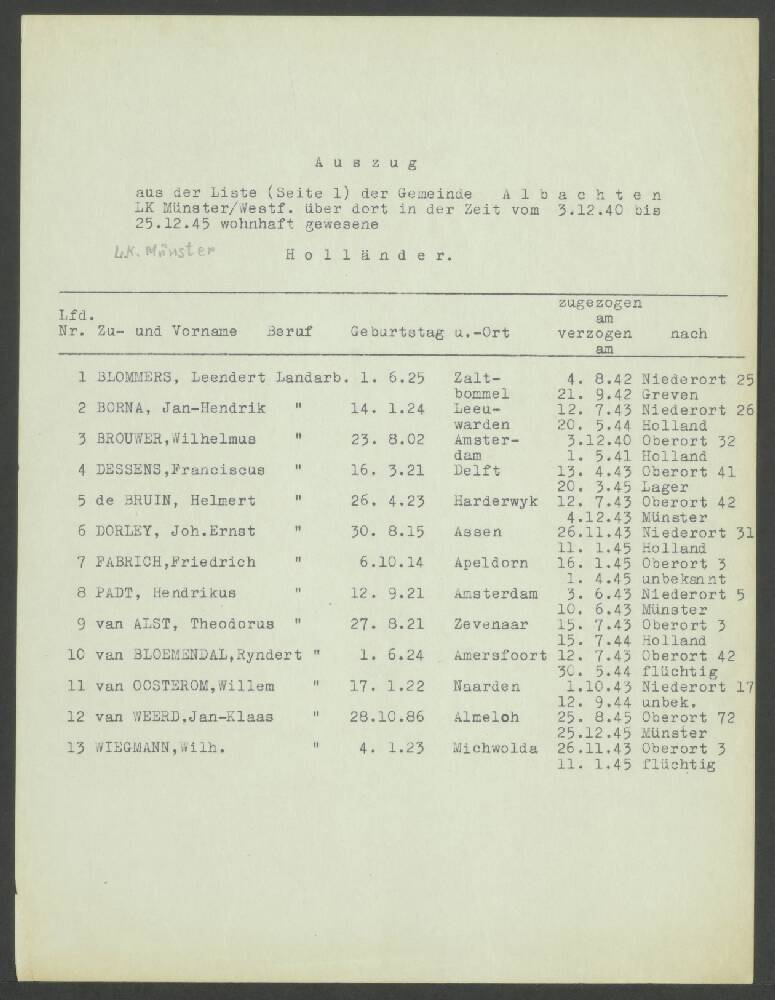 A u s z u g
aus der Liste (Seite 1) der Gemeinde A l b a c h t e n
LK Münster/Westf. über dort in der Zeit vom 3.12.40 bis
25.12.45 wohnhaft gewesene
LK. Münster
H o l l ä n d e r.
zugezogen
Lfd. am
Nr. Zu- und Vorname Beruf Geburtstag u.-Ort verzogen nach
am
1 BLOMMERS, Leendert Landarb. 1. 6.25 Zalt- 4. 8.42 Niederort 25
bommel 21. 9.42 Greven
2 BORNA, Jan-Hendrik " 14. 1.24 Leeu- 12. 7.43 Niederort 26
warden 20. 5.44 Holland
3 BROUWER,Wilhelmus " 23. 8.02 Amster- 3.12.40 Oberort 32
dam 1. 5.41 Holland
4 DESSENS,Franciscus " 16. 3.21 Delft 13. 4.43 Oberort 41
20. 3.45 Lager
5 de BRUIN, Helmert " 26. 4.23 Harderwyk 12. 7.43 Oberort 42
4.12.43 Münster
6 DORLEY, Joh.Ernst " 30. 8.15 Assen 26.11.43 Niederort 31
11. 1.45 Holland
7 FABRICH,Friedrich " 6.10.14 Apeldorn 16. 1.45 Oberort 3
1. 4.45 unbekannt
8 PADT, Hendrikus " 12. 9.21 Amsterdam 3. 6.43 Niederort 5
10. 6.43 Münster
9 van ALST, Theodorus " 27. 8.21 Zevenaar 15. 7.43 Oberort 3
15. 7.44 Holland
10 van BLOEMENDAL,Ryndert " 1. 6.24 Amersfoort 12. 7.43 Oberort 42
30. 5.44 flüchtig
11 van OOSTEROM,Willem " 17. 1.22 Naarden 1.10.43 Niederort 17
12. 9.44 unbek.
12 van WEERD,Jan-Klaas " 28.10.86 Almeloh 25. 8.45 Oberort 72
25.12.45 Münster
13 WIEGMANN,Wilh. " 4. 1.23 Michwolda 26.11.43 Oberort 3
11. 1.45 flüchtig